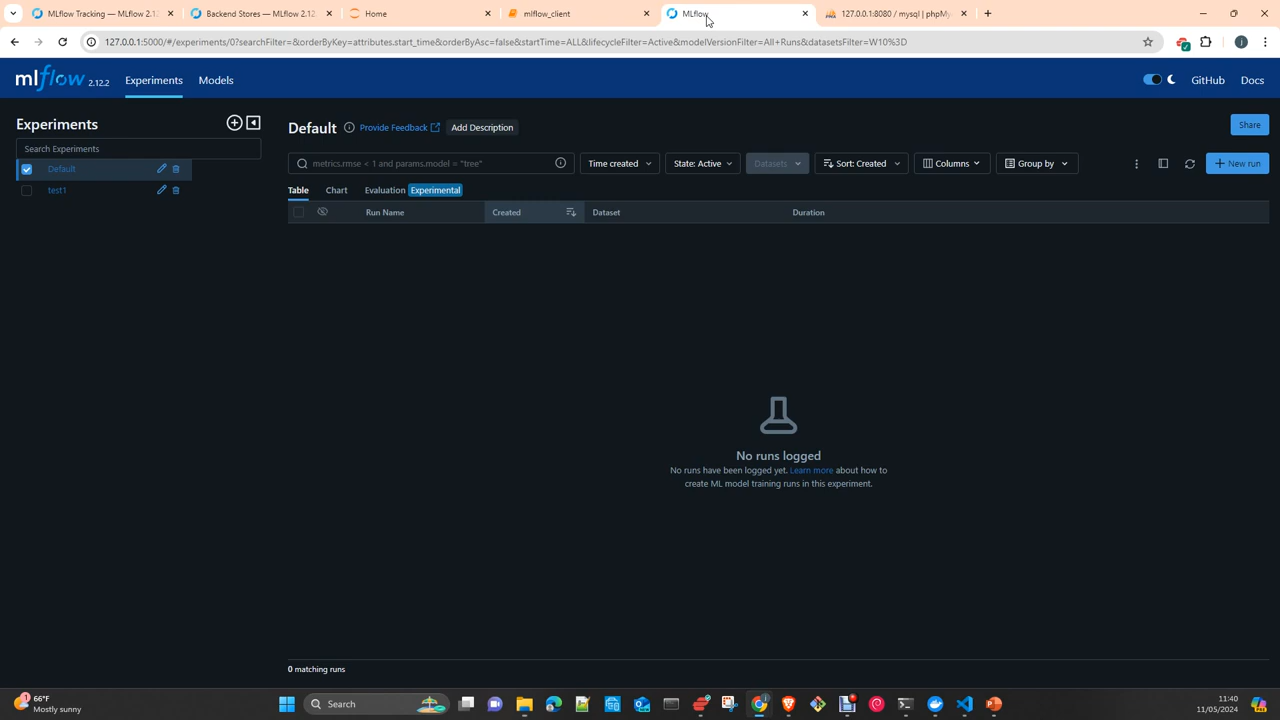 MLflow Tracking — MLflow 2.12
Backend Stores — MLflow 2.12.
Home
mlflow_client
MLflow
127.0.0.1:8080 / mysql | phpMy
127.0.0.1:5000/#/experiments/0?searchFilter=&orderByKey=attributes.start_time&orderByAsc=false&startTime=ALL&lifecycleFilter=Active&modelVersionFilter=All+Runs&datasetsFilter=W10%3D
mlflow 2.12.2
Experiments
Models
GitHub
Docs
Experiments
Default
Provide Feedback
Add Description
Share
Search Experiments
metrics.rmse < 1 and params.model = "tree"
Time created
State: Active
Datasets
Sort: Created
Columns
Group by
New run
Default
test1
Table
Chart
Evaluation
Experimental
Run Name
Created
Dataset
Duration
No runs logged
No runs have been logged yet. Learn more about how to
create ML model training runs in this experiment.
0 matching runs
1
66°F
Mostly sunny
Search
11:40
11/05/2024